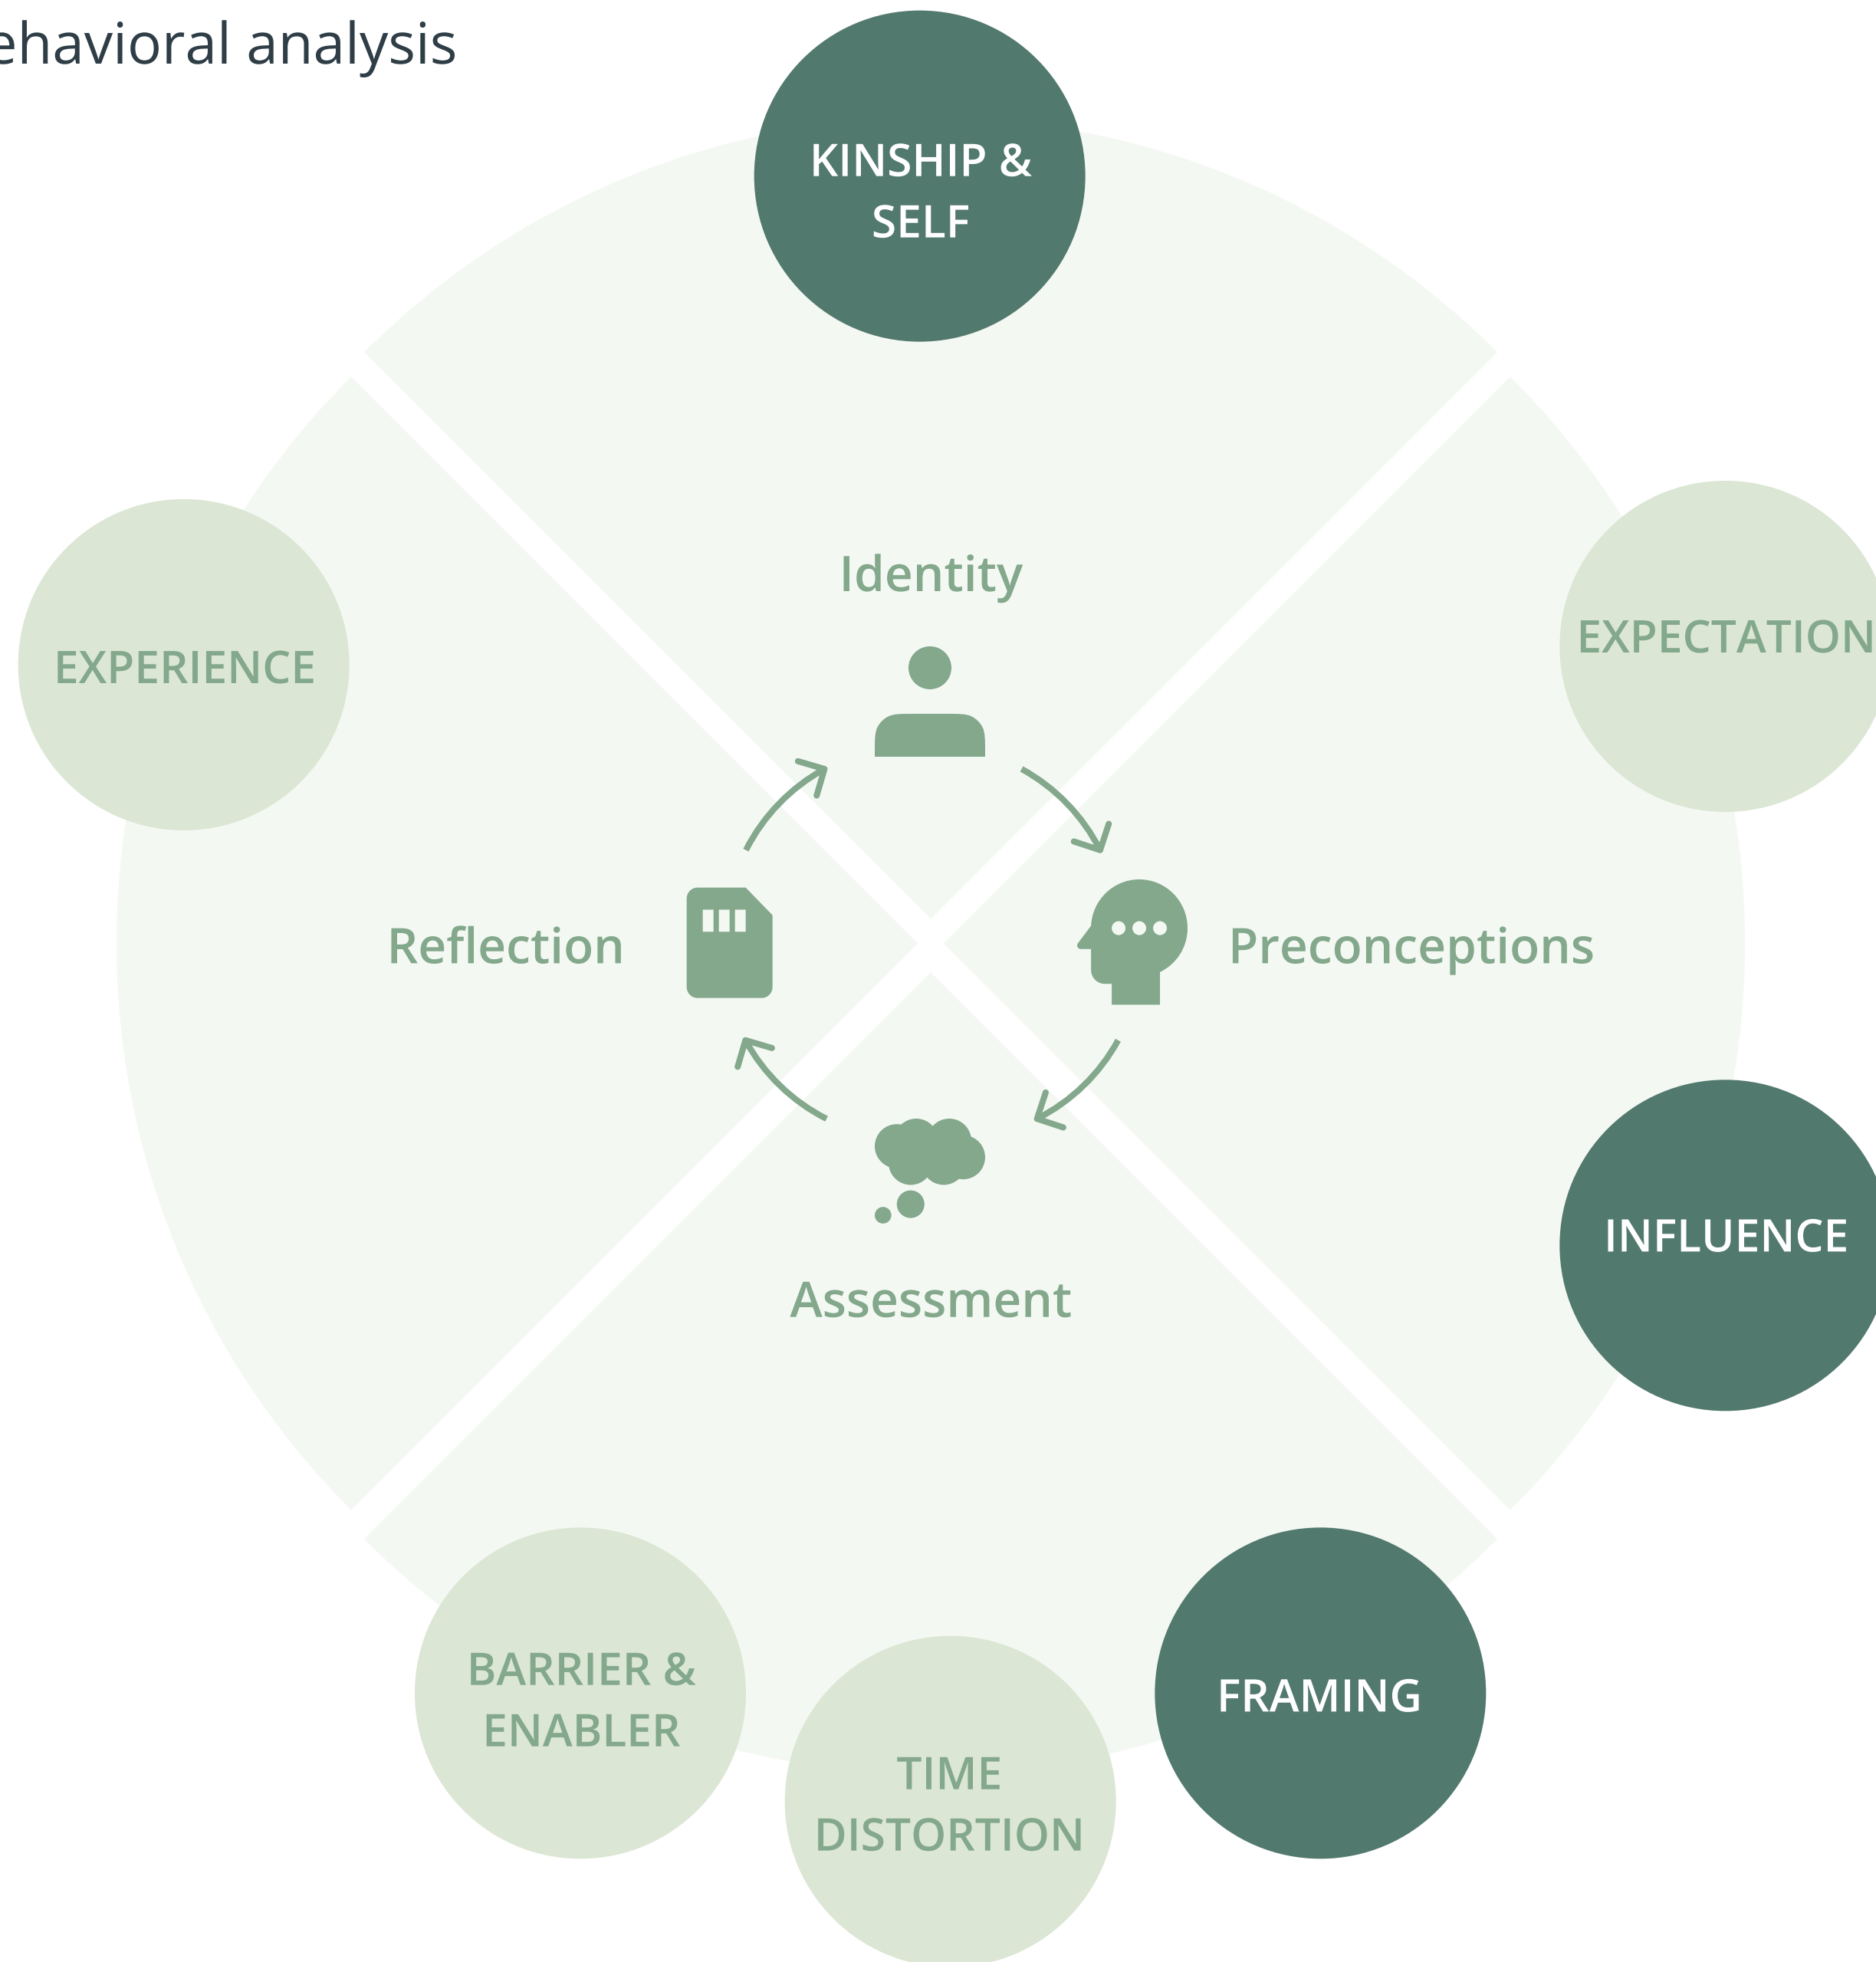 ehavioral analysis
KINSHIP &
SELF
Identity
EXPERIENCE
EXPECTATION
Reflection
Preconceptions
INFLUENCE
Assessment
BARRIER &
ENABLER
FRAMING
TIME
DISTORTION